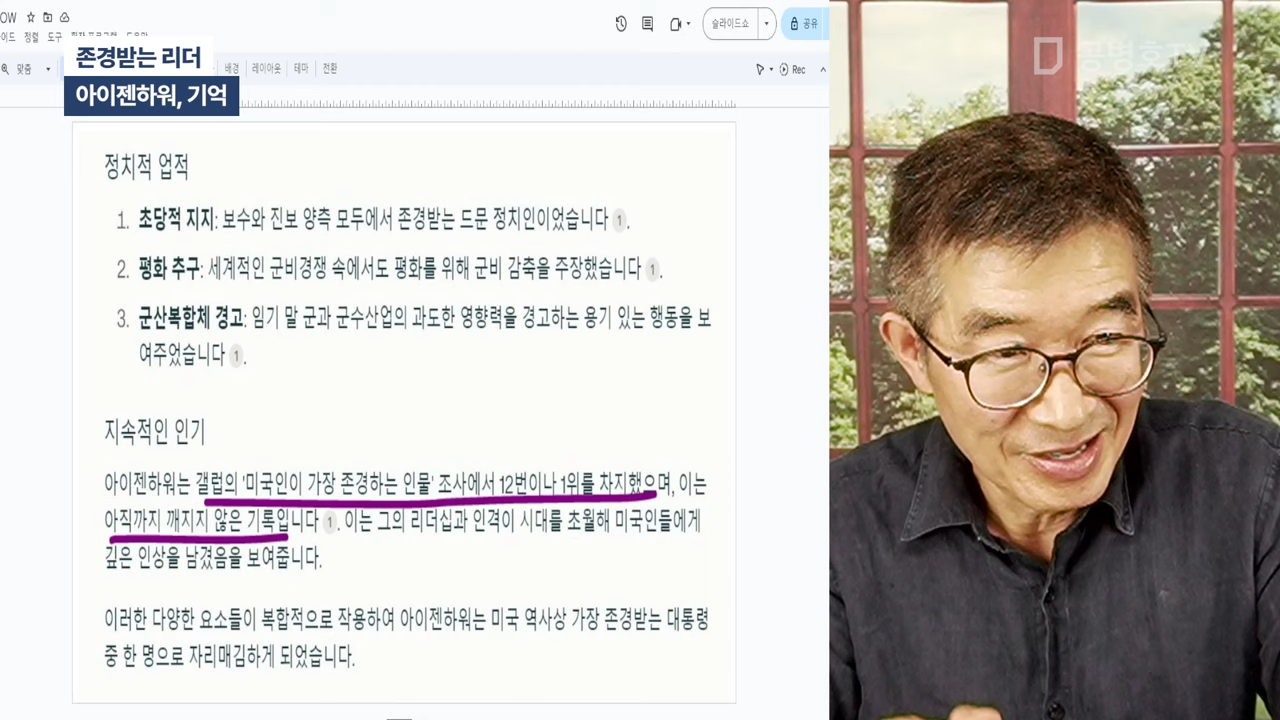 OW
슬라이드쇼
공유
이드 정렬 도구
존경받는 리더
맞춤
배경
레이아웃
테마
전환
Rec
아이젠하워, 기억
공병호TV
정치적 업적
1. 초당적 지지: 보수와 진보 양측 모두에서 존경받는 드문 정치인이었습니다 1.
2. 평화 추구: 세계적인 군비경쟁 속에서도 평화를 위해 군비 감축을 주장했습니다 1.
3. 군산복합체 경고: 임기 말 군과 군수산업의 과도한 영향력을 경고하는 용기 있는 행동을 보
여주었습니다 1.
지속적인 인기
아이젠하워는 갤럽의 '미국인이 가장 존경하는 인물' 조사에서 12번이나 1위를 차지했으며, 이는
아직까지 깨지지 않은 기록입니다 1. 이는 그의 리더십과 인격이 시대를 초월해 미국인들에게
깊은 인상을 남겼음을 보여줍니다.
이러한 다양한 요소들이 복합적으로 작용하여 아이젠하워는 미국 역사상 가장 존경받는 대통령
중 한 명으로 자리매김하게 되었습니다.